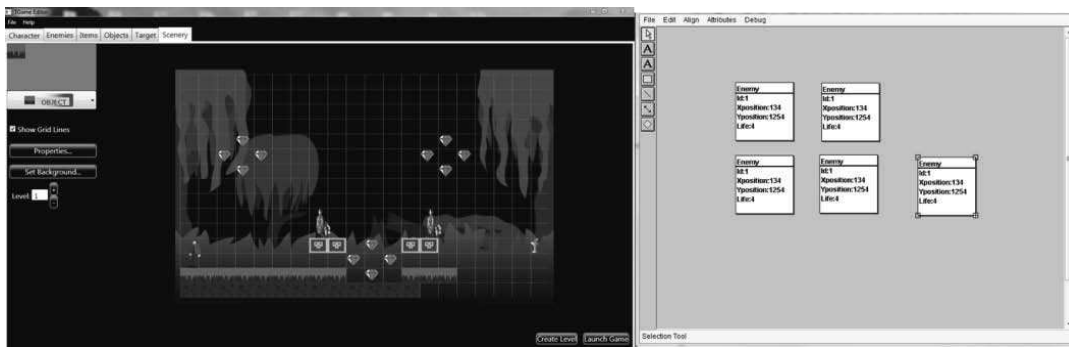 Game Editor
File Help
Character Enemies Items Objects Target Scenery
OBJECT
Show Grid Lines
Properties...
Set Background...
Level 1
Create Level Launch Game
File Edit Align Attributes Debug
A
A
Enemy
Id:1
Xposition:134
Yposition:1254
Life:4
Enemy
Id:1
Xposition:134
Yposition:1254
Life:4
Enemy
Id:1
Xposition:134
Yposition:1254
Life:4
Enemy
Id:1
Xposition:134
Yposition:1254
Life:4
Enemy
Id:1
Xposition:134
Yposition:1254
Life:4
Selection Tool